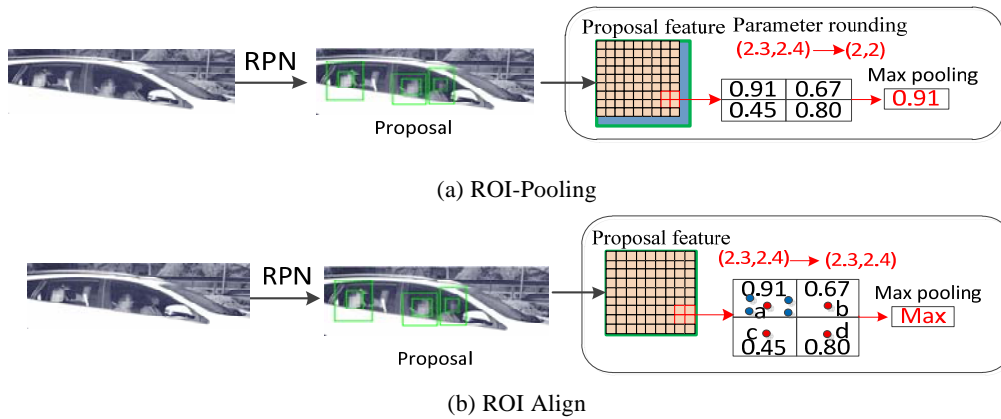 RPN
Proposal
Proposal feature
Parameter rounding
(2.3,2.4) → (2,2)
0.91 0.67
0.45 0.80
Max pooling
0.91
(a) ROI-Pooling
RPN
Proposal
Proposal feature
(2.3,2.4) → (2.3,2.4)
0.91 0.67
a b
c d
0.45 0.80
Max pooling
Max
(b) ROI Align